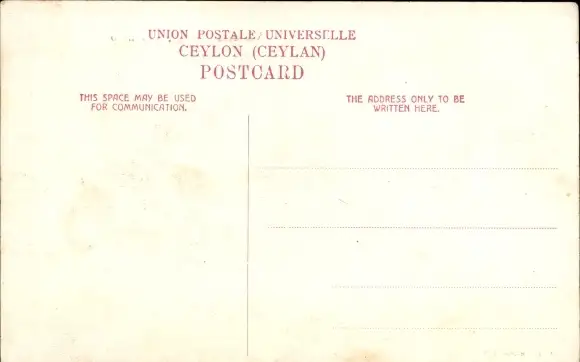 UNION POSTALE UNIVERSELLE
CEYLON (CEYLAN)
POSTCARD
THIS SPACE MAY BE USED
FOR COMMUNICATION.
THE ADDRESS ONLY TO BE
WRITTEN HERE.